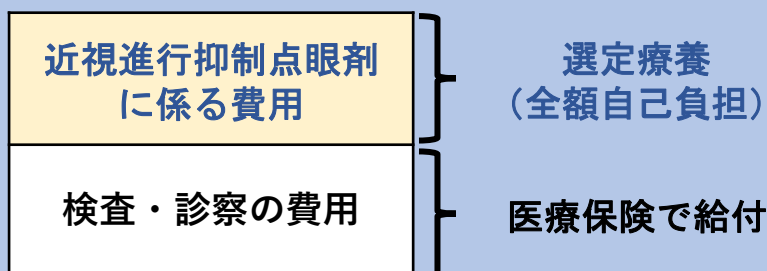 近視進行抑制点眼剤
に係る費用
選定療養
（全額自己負担）
検査・診察の費用
医療保険で給付